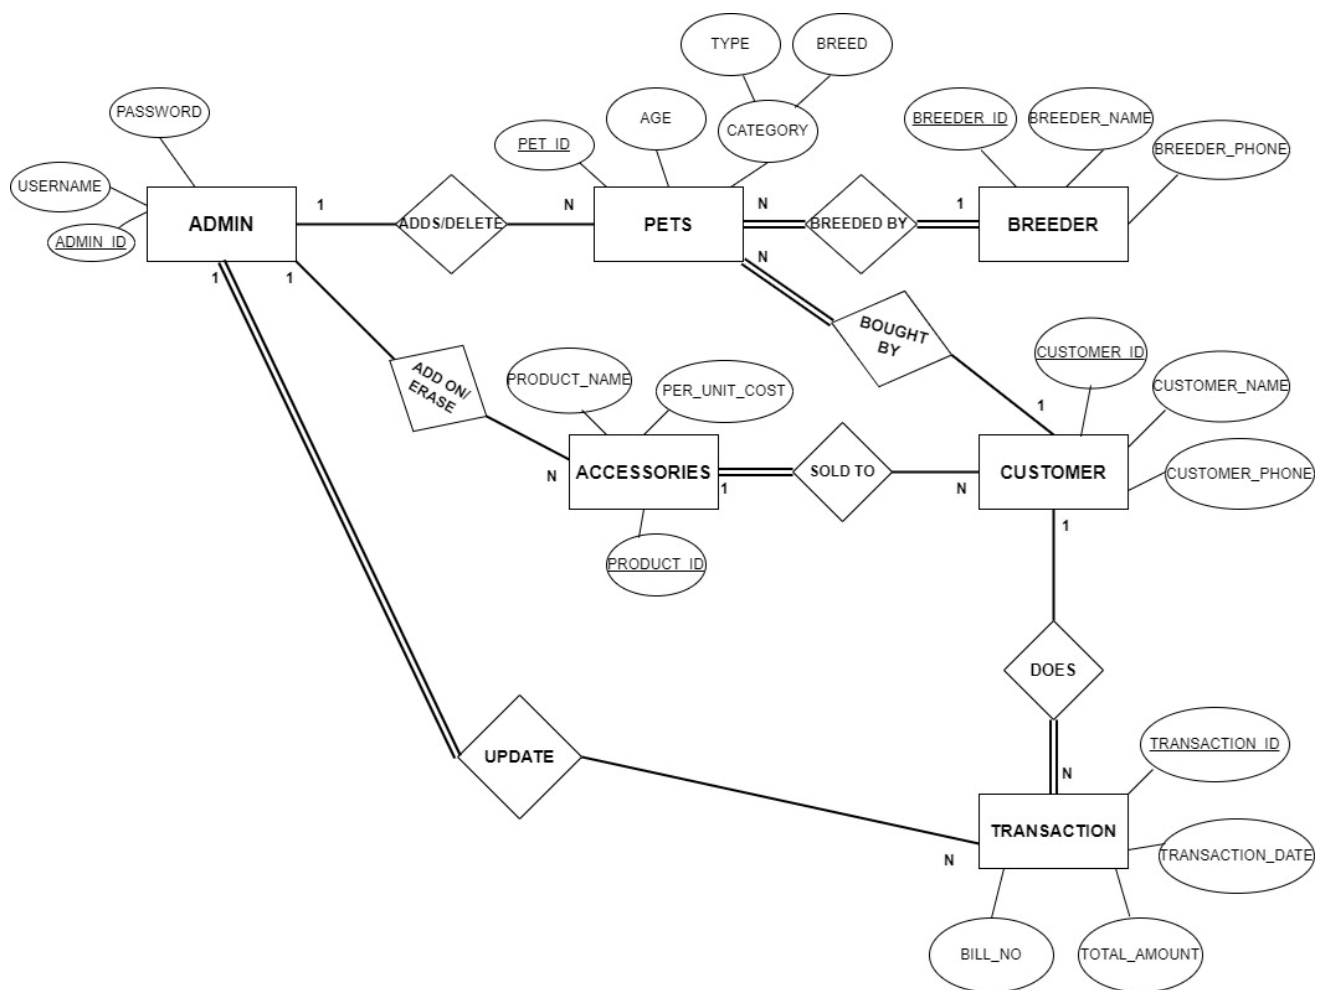 TYPE
BREED
PASSWORD
AGE
CATEGORY
PET_ID
BREEDER_ID
BREEDER_NAME
BREEDER_PHONE
USERNAME
ADMIN_ID
ADMIN
1
ADDS/DELETE
N
PETS
N
BREEDED BY
1
BREEDER
1
1
N
BOUGHT
BY
ADD ON/
ERASE
PRODUCT_NAME
PER_UNIT_COST
CUSTOMER_ID
CUSTOMER_NAME
1
N
ACCESSORIES
1
SOLD TO
N
CUSTOMER
CUSTOMER_PHONE
PRODUCT_ID
1
DOES
UPDATE
N
TRANSACTION_ID
TRANSACTION
N
TRANSACTION_DATE
BILL_NO
TOTAL_AMOUNT